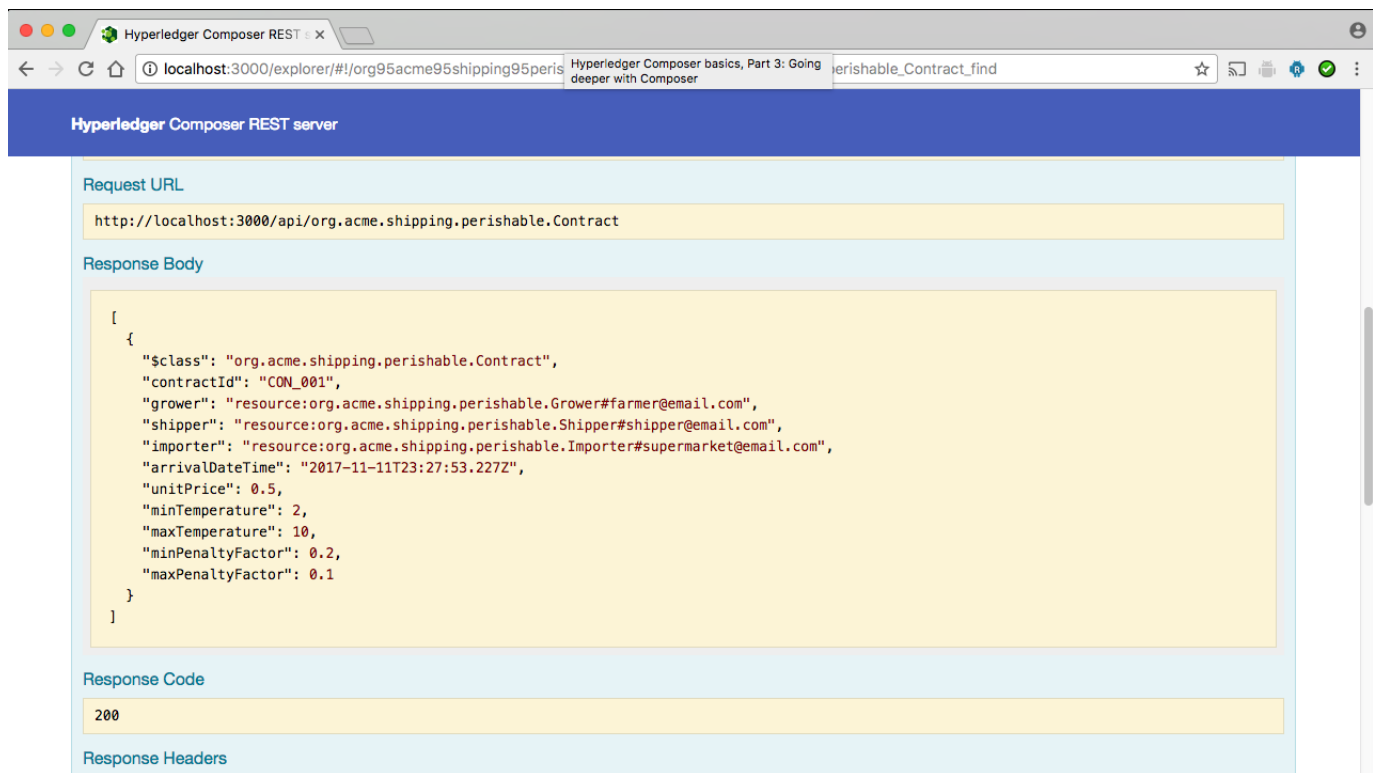 Hyperledger Composer REST s
localhost:3000/explorer/#!/org95acme95shipping95peris
Hyperledger Composer basics, Part 3: Going
deeper with Composer
erishable_Contract_find
Hyperledger Composer REST server
Request URL
http://localhost:3000/api/org.acme.shipping.perishable.Contract
Response Body
[
  {
    "$class": "org.acme.shipping.perishable.Contract",
    "contractId": "CON_001",
    "grower": "resource:org.acme.shipping.perishable.Grower#farmer@email.com",
    "shipper": "resource:org.acme.shipping.perishable.Shipper#shipper@email.com",
    "importer": "resource:org.acme.shipping.perishable.Importer#supermarket@email.com",
    "arrivalDateTime": "2017-11-11T23:27:53.227Z",
    "unitPrice": 0.5,
    "minTemperature": 2,
    "maxTemperature": 10,
    "minPenaltyFactor": 0.2,
    "maxPenaltyFactor": 0.1
  }
]
Response Code
200
Response Headers